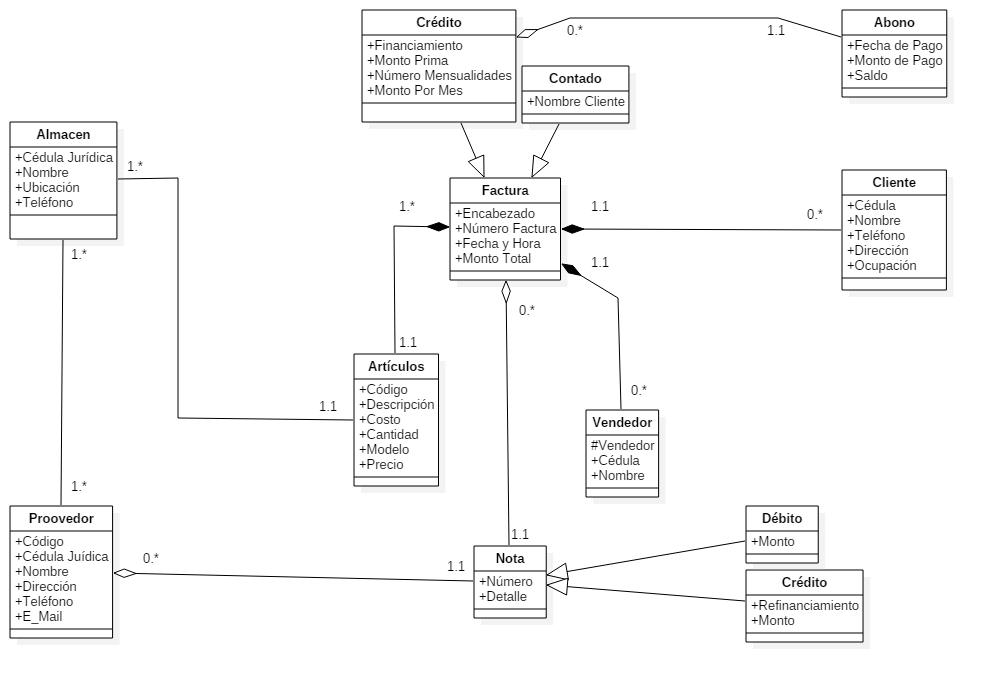 Crédito
+Financiamiento
+Monto Prima
+Número Mensualidades
+Monto Por Mes
0.*
1.1
Abono
+Fecha de Pago
+Monto de Pago
+Saldo
Contado
+Nombre Cliente
Almacen
+Cédula Jurídica
+Nombre
+Ubicación
+Teléfono
1.*
1.*
Factura
+Encabezado
+Número Factura
+Fecha y Hora
+Monto Total
1.*
1.1
0.*
1.1
0.*
Cliente
+Cédula
+Nombre
+Teléfono
+Dirección
+Ocupación
1.1
1.1
Artículos
+Código
+Descripción
+Costo
+Cantidad
+Modelo
+Precio
0.*
Vendedor
#Vendedor
+Cédula
+Nombre
1.*
Proovedor
+Código
+Cédula Jujídica
+Nombre
+Dirección
+Teléfono
+E_Mail
0.*
1.1
1.1
Nota
+Número
+Detalle
Débito
+Monto
Crédito
+Refinanciamiento
+Monto